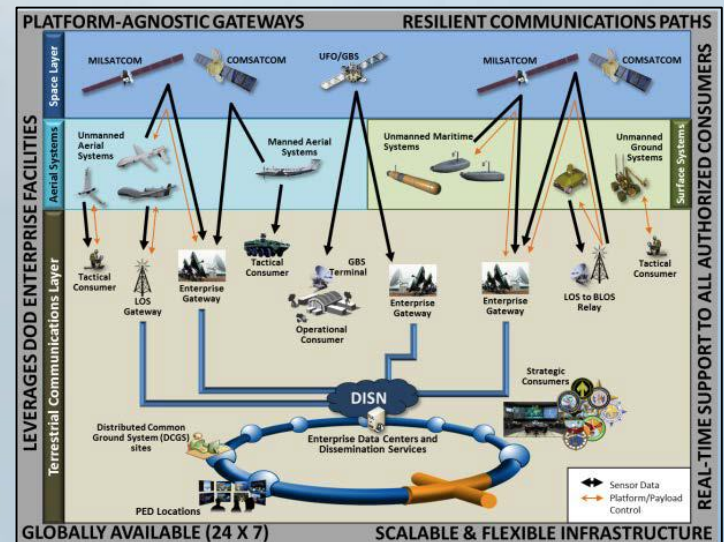 PLATFORM-AGNOSTIC GATEWAYS
RESILIENT COMMUNICATIONS PATHS
LEVERAGES DOD ENTERPRISE FACILITIES
REAL-TIME SUPPORT TO ALL AUTHORIZED CONSUMERS
Space Layer
MILSATCOM
COMSATCOM
UFO/GBS
MILSATCOM
COMSATCOM
Aerial Systems
Unmanned
Aerial
Systems
Manned Aerial
Systems
Unmanned Maritime
Systems
Unmanned
Ground
Systems
Surface Systems
Terrestrial Communications Layer
Tactical
Consumer
LOS
Gateway
Enterprise
Gateway
Tactical
Consumer
GBS
Terminal
Operational
Consumer
Enterprise
Gateway
Enterprise
Gateway
LOS to BLOS
Relay
Tactical
Consumer
DISN
Strategic
Consumers
Distributed Common
Ground System (DCGS)
sites
Enterprise Data Centers and
Dissemination Services
PED Locations
Sensor Data
Platform/Payload
Control
GLOBALLY AVAILABLE (24 X 7)
SCALABLE & FLEXIBLE INFRASTRUCTURE